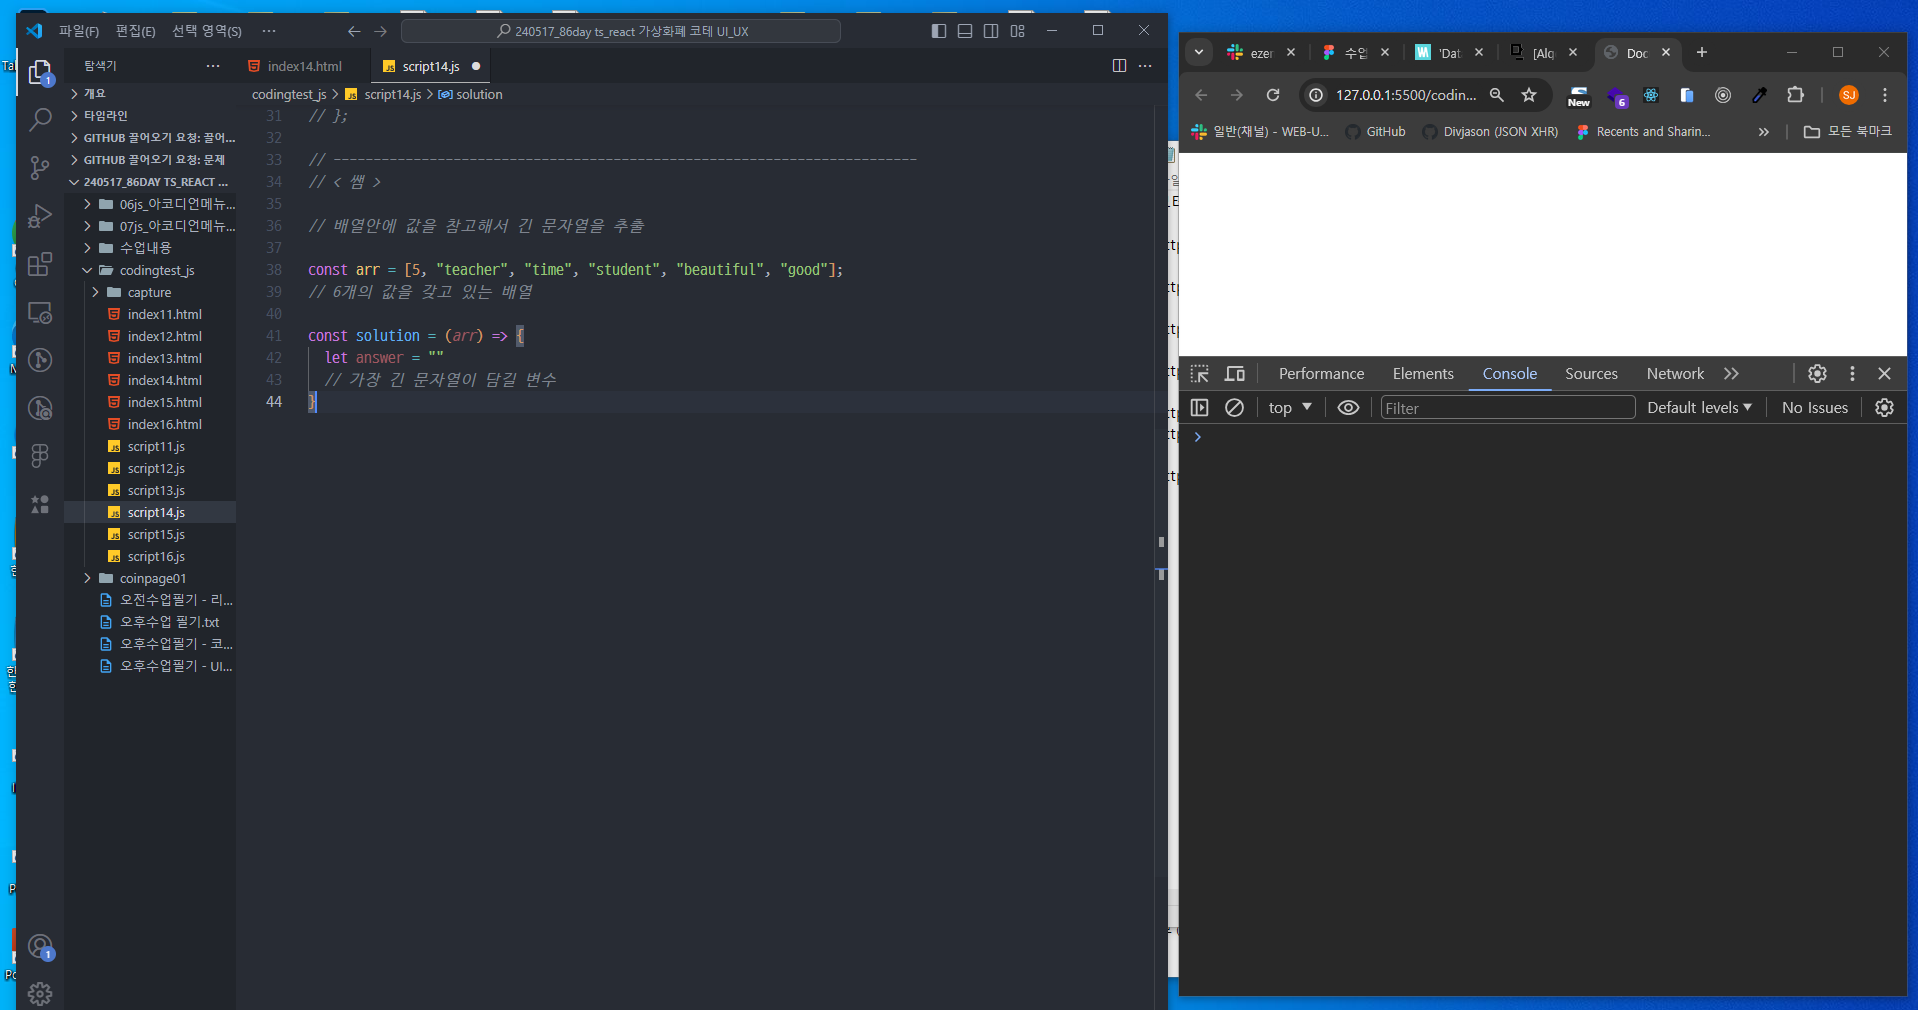 파일(F) 편집(E) 선택 영역(S) ··· 240517_86day ts_react 가상화폐 코테 UI_UX
탐색기 ···
개요
타임라인
GITHUB 끌어오기 요청: 끌어...
GITHUB 끌어오기 요청: 문제
240517_86DAY TS_REACT ...
06js_아코디언메뉴...
07js_아코디언메뉴...
수업내용
codingtest_js
capture
index11.html
index12.html
index13.html
index14.html
index15.html
index16.html
script11.js
script12.js
script13.js
script14.js
script15.js
script16.js
coinpage01
오전수업필기 - 리...
오후수업 필기.txt
오후수업필기 - 코...
오후수업필기 - UI...
index14.html script14.js
codingtest_js > script14.js > solution
31 // };
32
33 // -------------------------------------------------------------------------
34 // < 쌤 >
35
36 // 배열안에 값을 참고해서 긴 문자열을 추출
37
38 const arr = [5, "teacher", "time", "student", "beautiful", "good"];
39 // 6개의 값을 갖고 있는 배열
40
41 const solution = (arr) => {
42 let answer = ""
43 // 가장 긴 문자열이 담길 변수
44 }
ezer 수업 'Dat [Alg Doc
127.0.0.1:5500/codin... New 6 SJ
일반(채널) - WEB-U... GitHub Divjason (JSON XHR) Recents and Sharin... » 모든 북마크
Performance Elements Console Sources Network
top Filter Default levels No Issues